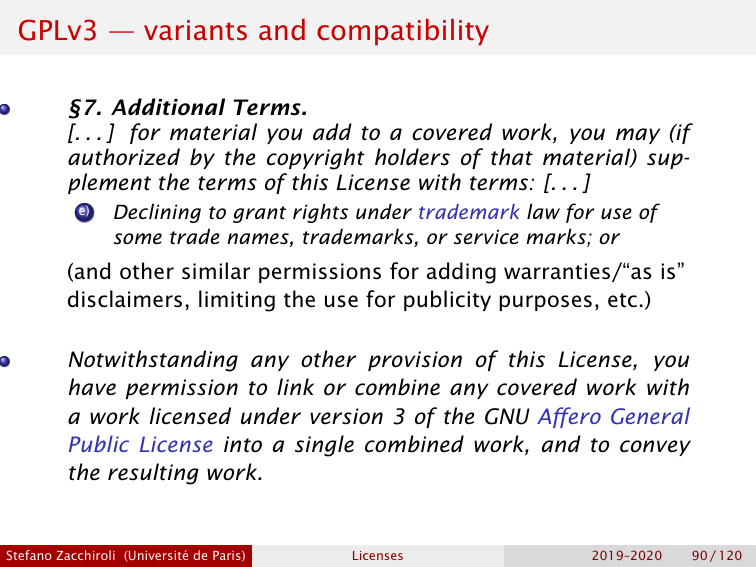 GPLv3 — variants and compatibility
§7. Additional Terms.
[...] for material you add to a covered work, you may (if
authorized by the copyright holders of that material) sup-
plement the terms of this License with terms: [...]
e) Declining to grant rights under trademark law for use of
some trade names, trademarks, or service marks; or
(and other similar permissions for adding warranties/“as is”
disclaimers, limiting the use for publicity purposes, etc.)
Notwithstanding any other provision of this License, you
have permission to link or combine any covered work with
a work licensed under version 3 of the GNU Affero General
Public License into a single combined work, and to convey
the resulting work.
Stefano Zacchiroli (Université de Paris) Licenses 2019–2020 90/120